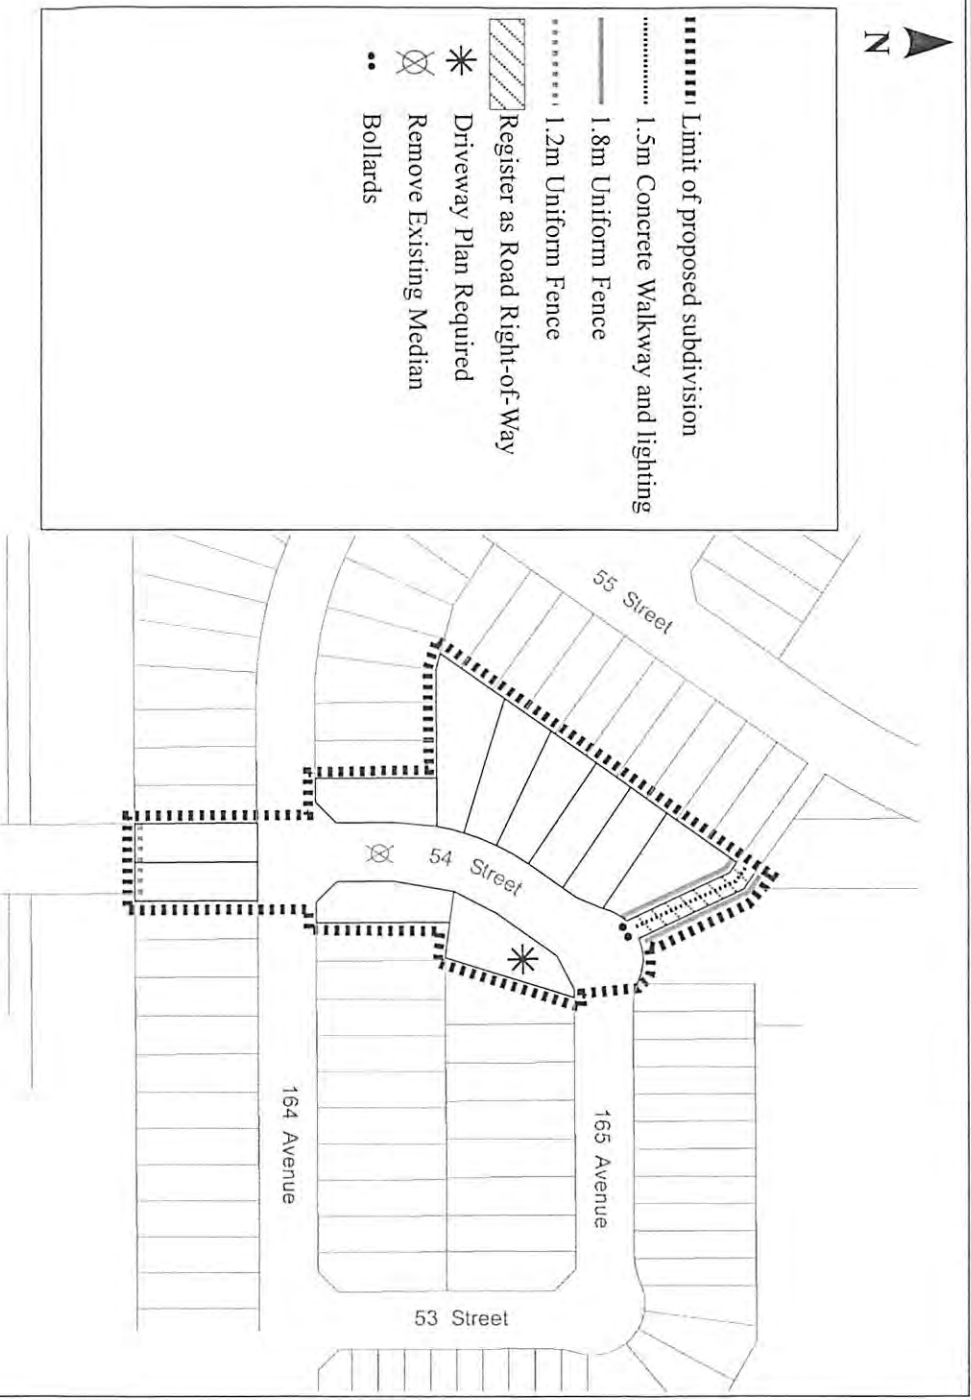 N
Limit of proposed subdivision
1.5m Concrete Walkway and lighting
1.8m Uniform Fence
1.2m Uniform Fence
Register as Road Right-of-Way
Driveway Plan Required
Remove Existing Median
Bollards
55 Street
54 Street
165 Avenue
164 Avenue
53 Street